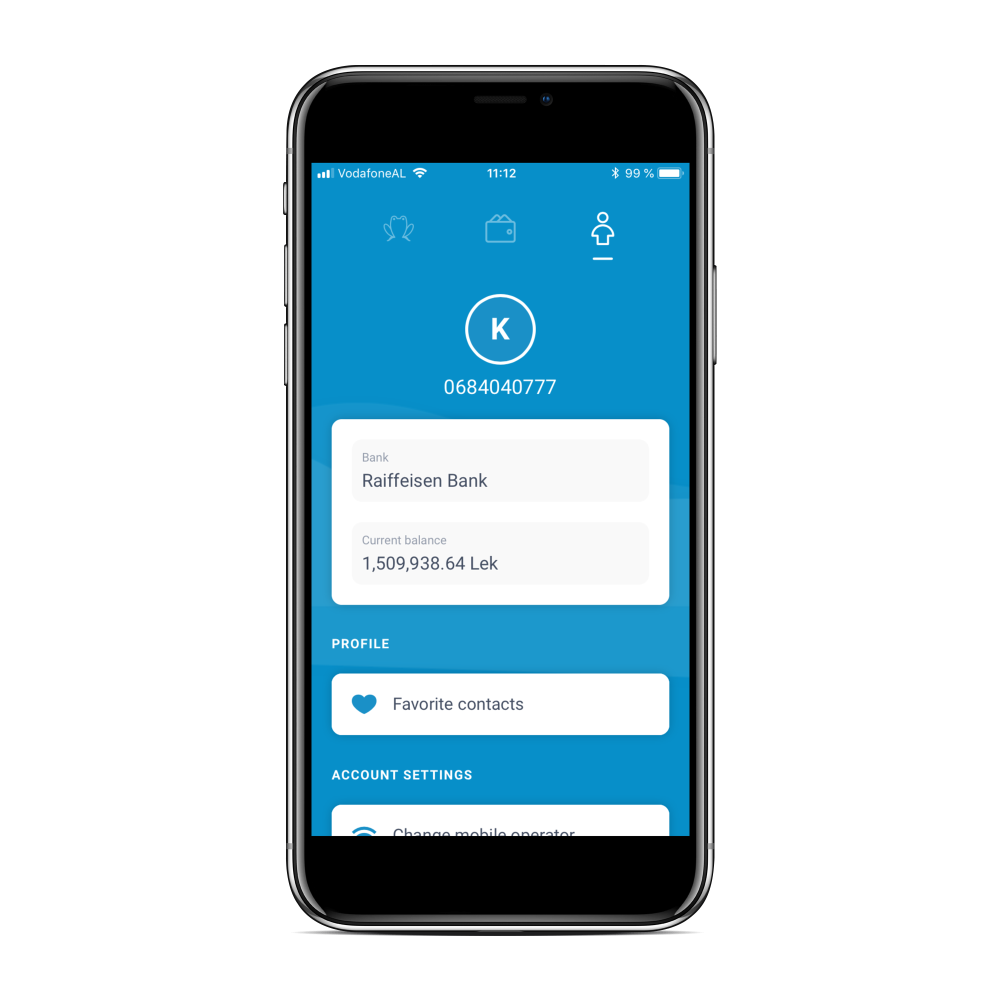 VodafoneAL 11:12 99 %
K
0684040777
Bank
Raiffeisen Bank
Current balance
1,509,938.64 Lek
PROFILE
Favorite contacts
ACCOUNT SETTINGS
Change mobile operator